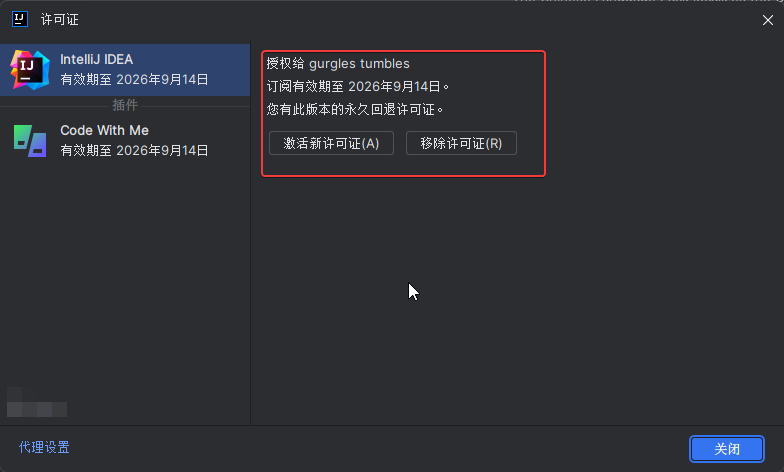 IJ
许可证
IJ
IntelliJ IDEA
有效期至 2026年9月14日
插件
Code With Me
有效期至 2026年9月14日
授权给 gurgles tumbles
订阅有效期至 2026年9月14日。
您有此版本的永久回退许可证。
激活新许可证(A)
移除许可证(R)
代理设置
关闭